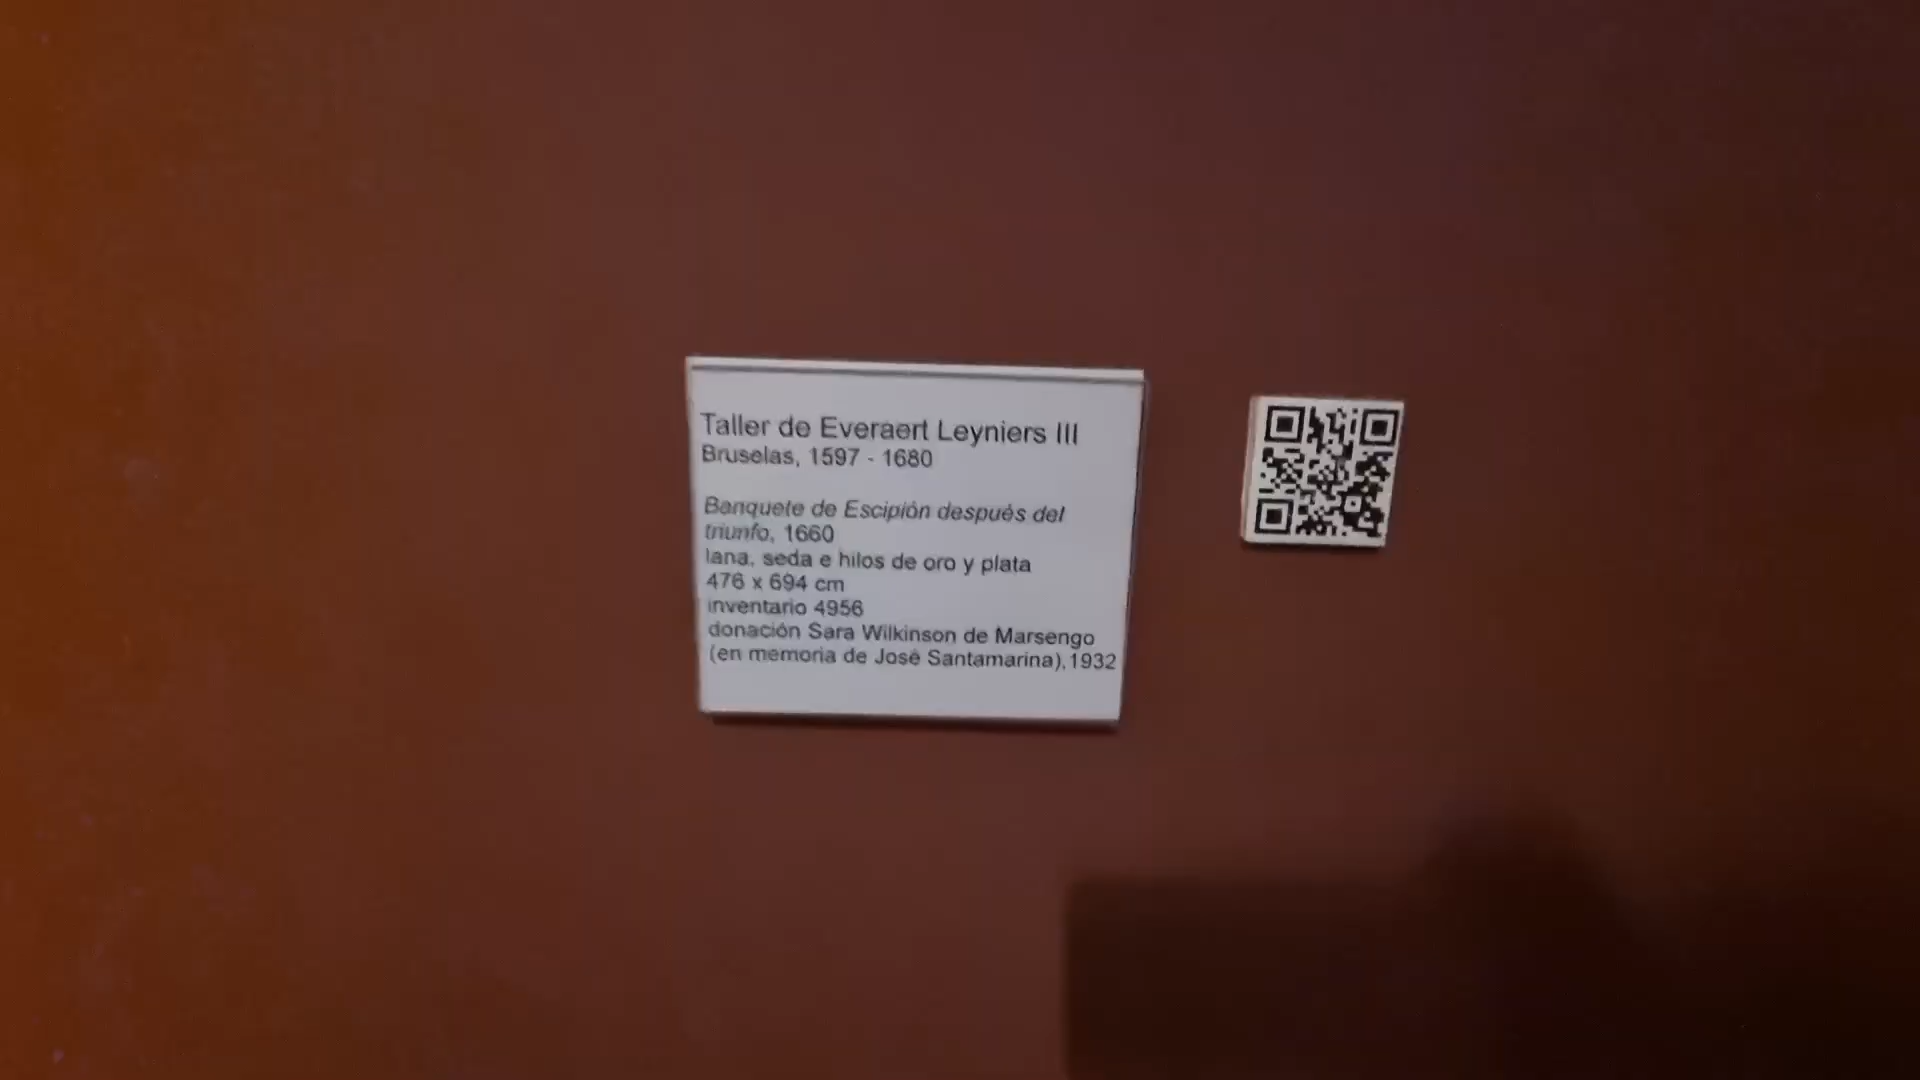 Taller de Everaert Leyniers III
Bruselas, 1597 - 1680
Banquete de Escipión después del
triunfo, 1660
lana, seda e hilos de oro y plata
476 x 694 cm
inventario 4956
donación Sara Wilkinson de Marsengo
(en memoria de José Santamarina),1932